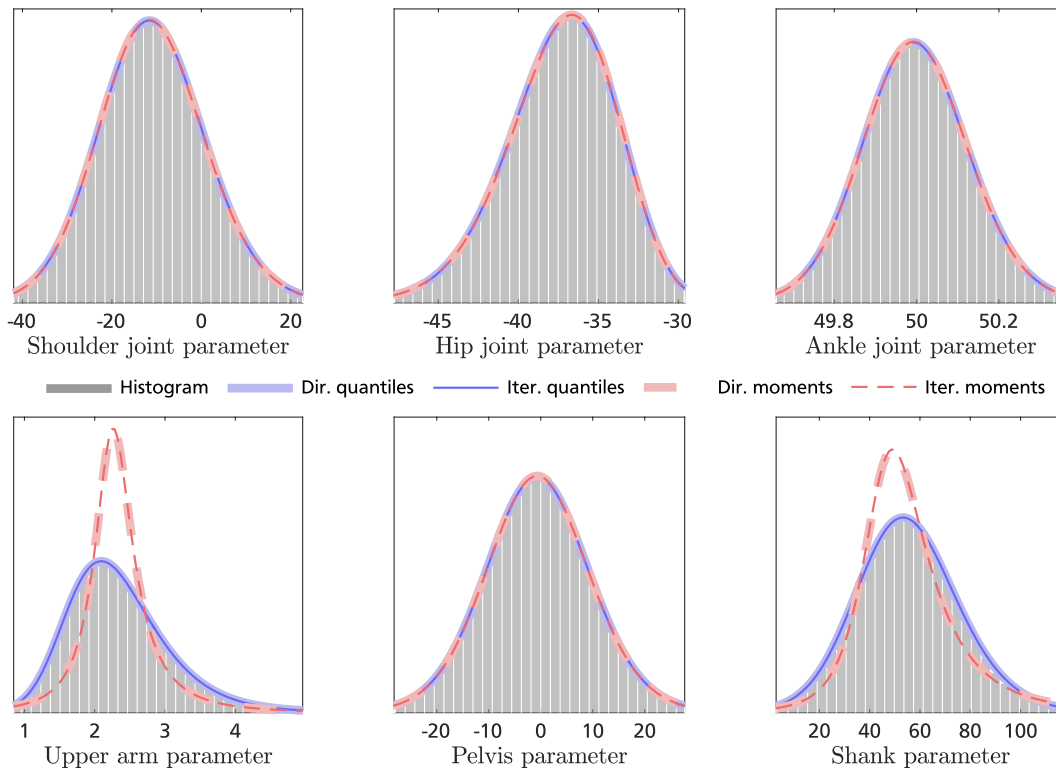 -40 -20 0 20
Shoulder joint parameter
-45 -40 -35 -30
Hip joint parameter
49.8 50 50.2
Ankle joint parameter
Histogram Dir. quantiles Iter. quantiles Dir. moments Iter. moments
1 2 3 4
Upper arm parameter
-20 -10 0 10 20
Pelvis parameter
20 40 60 80 100
Shank parameter